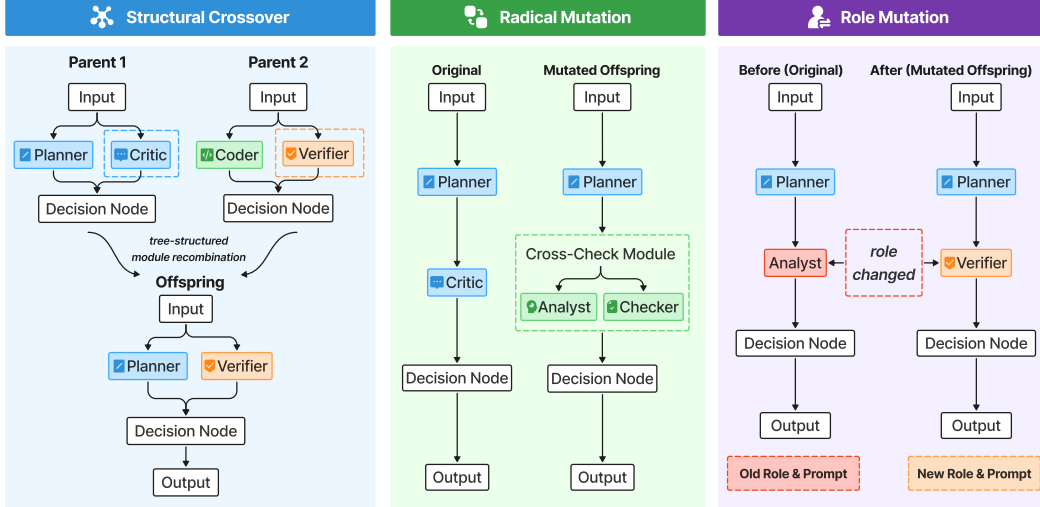 Structural Crossover
Parent 1
Parent 2
Input
Input
Planner
Critic
Coder
Verifier
Decision Node
Decision Node
tree-structured
module recombination
Offspring
Input
Planner
Verifier
Decision Node
Output
Radical Mutation
Original
Mutated Offspring
Input
Input
Planner
Planner
Cross-Check Module
Critic
Analyst
Checker
Decision Node
Decision Node
Output
Output
Role Mutation
Before (Original)
After (Mutated Offspring)
Input
Input
Planner
Planner
Analyst
role
changed
Verifier
Decision Node
Decision Node
Output
Output
Old Role & Prompt
New Role & Prompt